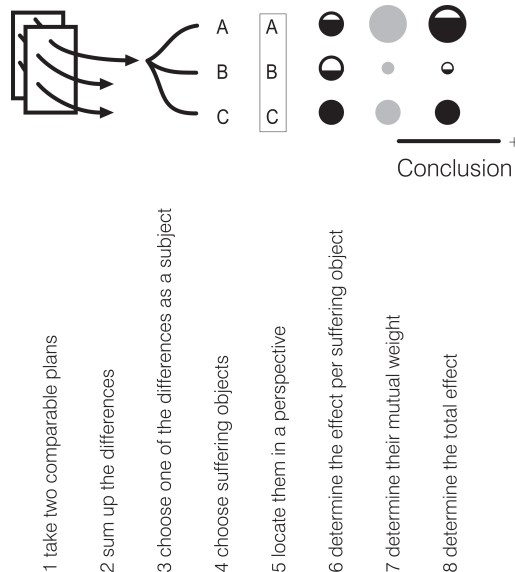 A A
B B
C C
+
Conclusion
1 take two comparable plans
2 sum up the differences
3 choose one of the differences as a subject
4 choose suffering objects
5 locate them in a perspective
6 determine the effect per suffering object
7 determine their mutual weight
8 determine the total effect